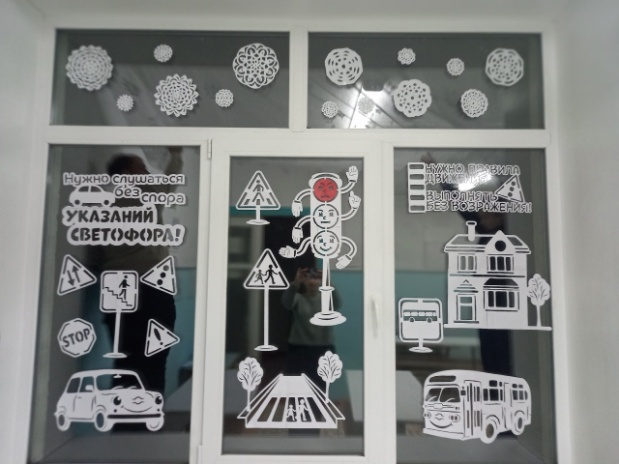 Нужно слушаться
без спора
УКАЗАНИЙ
СВЕТОФОРА!
STOP
НУЖНО ПРАВИЛА
ДВИЖЕНИЯ
ВЫПОЛНЯТЬ
БЕЗ ВОЗРАЖЕНИЯ!